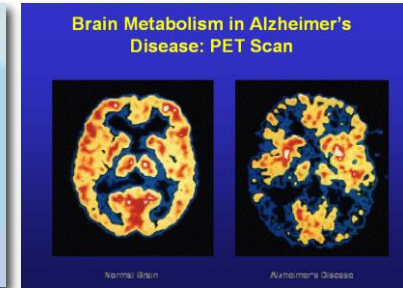 Brain Metabolism in Alzheimer's
Disease: PET Scan
Normal Brain
Alzheimer's Disease